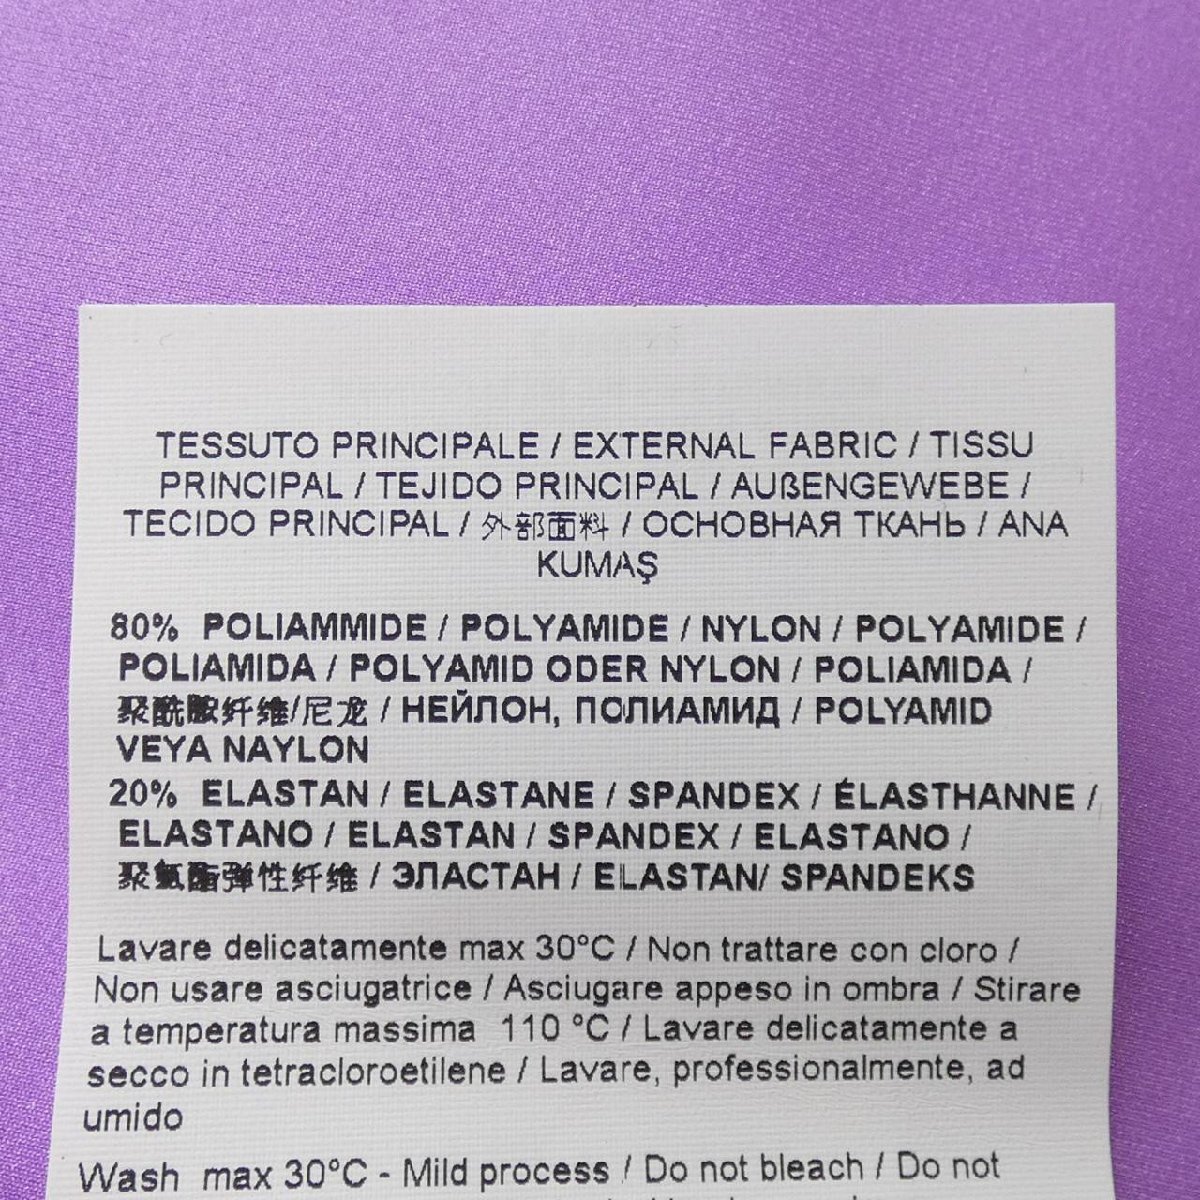 TESSUTO PRINCIPALE / EXTERNAL FABRIC / TISSU
PRINCIPAL / TEJIDO PRINCIPAL / AUßENGEWEBE /
TECIDO PRINCIPAL / 外部面料 / ОСНОВНАЯ ТКАНЬ / ANA
KUMAŞ
80% POLIAMMIDE / POLYAMIDE / NYLON / POLYAMIDE /
POLIAMIDA / POLYAMID ODER NYLON / POLIAMIDA /
聚酰胺纤维/尼龙 / НЕЙЛОН, ПОЛИАМИД / POLYAMID
VEYA NAYLON
20% ELASTAN / ELASTANE / SPANDEX / ÉLASTHANNE /
ELASTANO / ELASTAN / SPANDEX / ELASTANO /
聚氨酯弹性纤维 / ЭЛАСТАН / ELASTAN/ SPANDEKS
Lavare delicatamente max 30°C / Non trattare con cloro /
Non usare asciugatrice / Asciugare appeso in ombra / Stirare
a temperatura massima 110 °C / Lavare delicatamente a
secco in tetracloroetilene / Lavare, professionalmente, ad
umido
Wash max 30°C - Mild process / Do not bleach / Do not